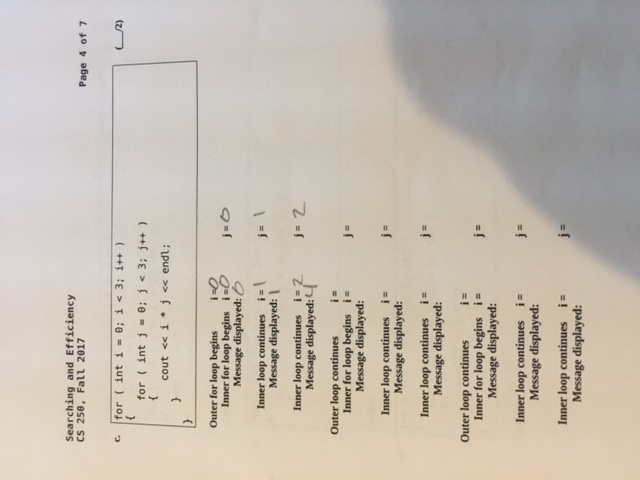 Searching and Efficiency
CS 250, Fall 2017
Page 4 of 7
c. for ( int i = 0; i < 3; i++ ) (__/2)
{
for ( int j = 0; j < 3; j++ )
{
cout << i * j << endl;
}
}
Outer for loop begins i=0
Inner for loop begins i=0 j=0
Message displayed: 0
Inner loop continues i=1 j= 1
Message displayed: 1
Inner loop continues i=2 j= 2
Message displayed: 4
Outer loop continues i=
Inner for loop begins i= j=
Message displayed:
Inner loop continues i= j=
Message displayed:
Inner loop continues i= j=
Message displayed:
Outer loop continues i=
Inner for loop begins i= j=
Message displayed:
Inner loop continues i= j=
Message displayed:
Inner loop continues i= j=
Message displayed: